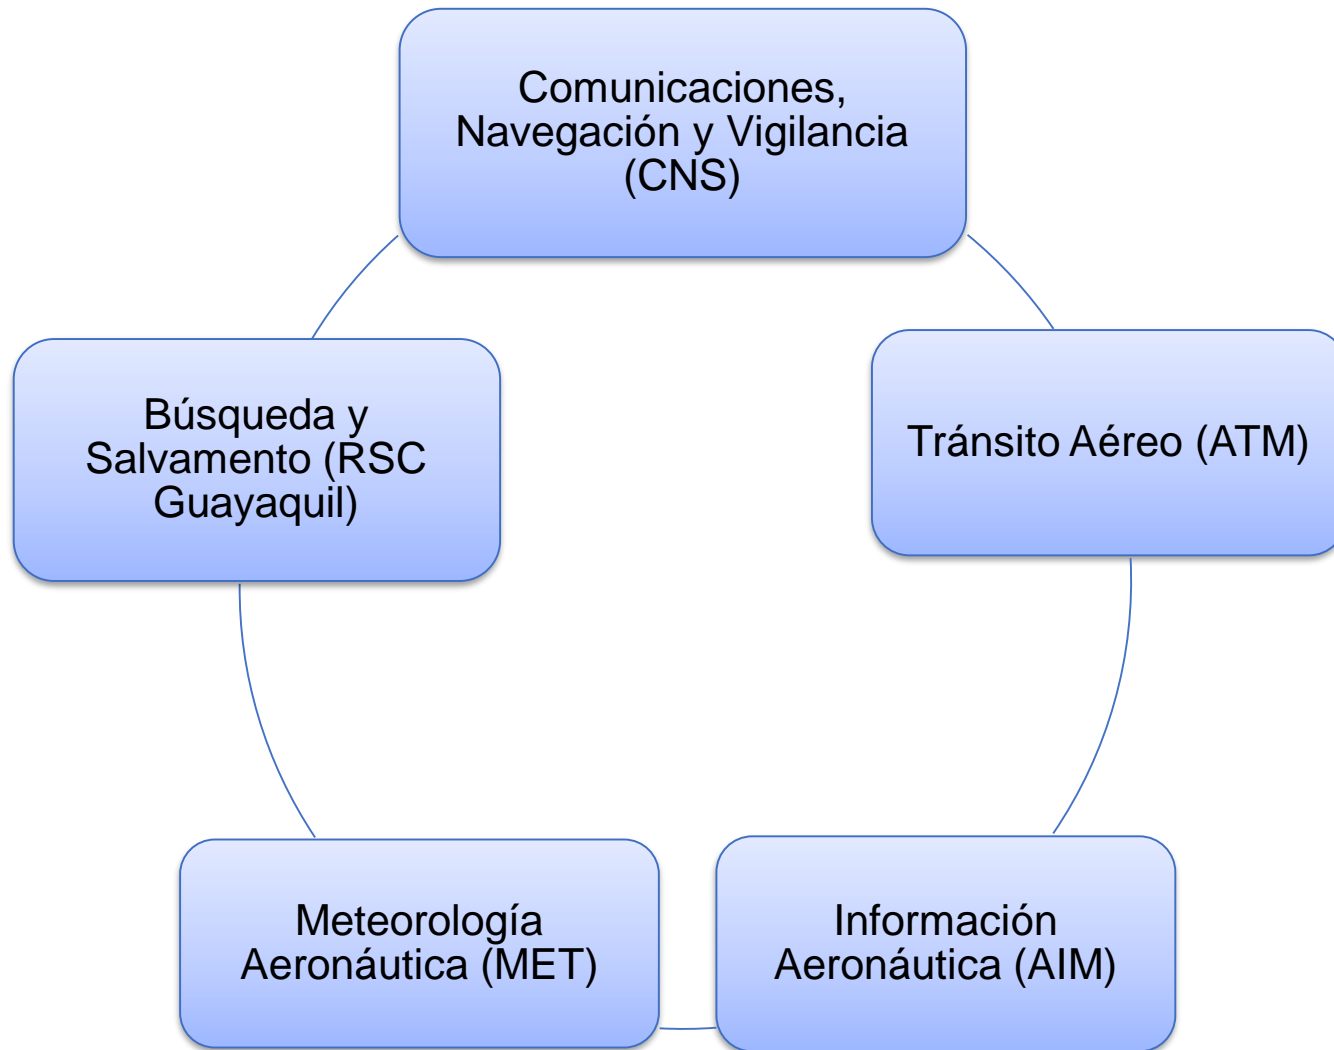 Comunicaciones,
Navegación y Vigilancia
(CNS)
Búsqueda y
Salvamento (RSC
Guayaquil)
Tránsito Aéreo (ATM)
Meteorología
Aeronáutica (MET)
Información
Aeronáutica (AIM)